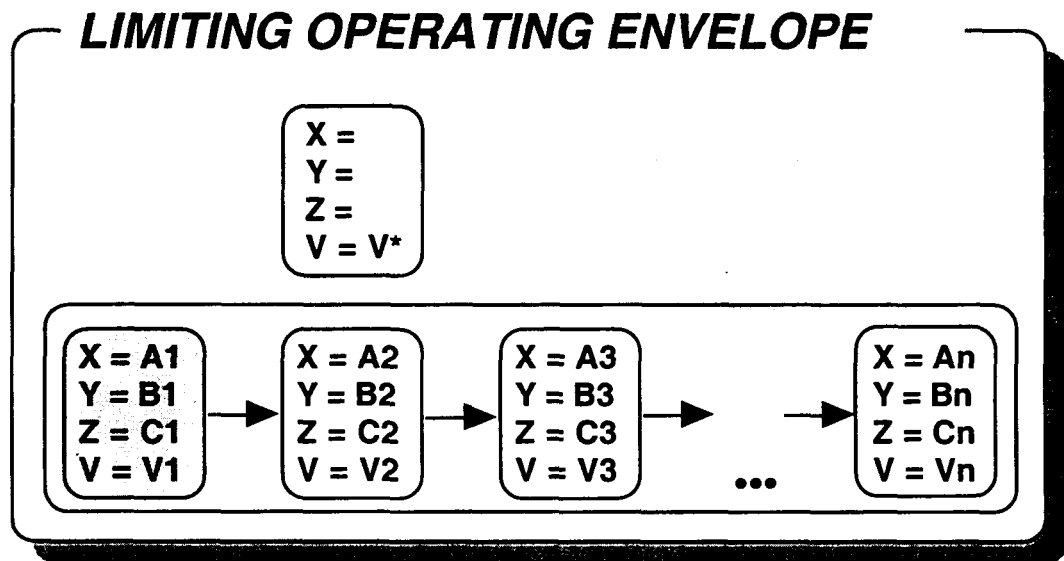 LIMITING OPERATING ENVELOPE
X =
Y =
Z =
V = V*
X = A1
Y = B1
Z = C1
V = V1
X = A2
Y = B2
Z = C2
V = V2
X = A3
Y = B3
Z = C3
V = V3
...
X = An
Y = Bn
Z = Cn
V = Vn